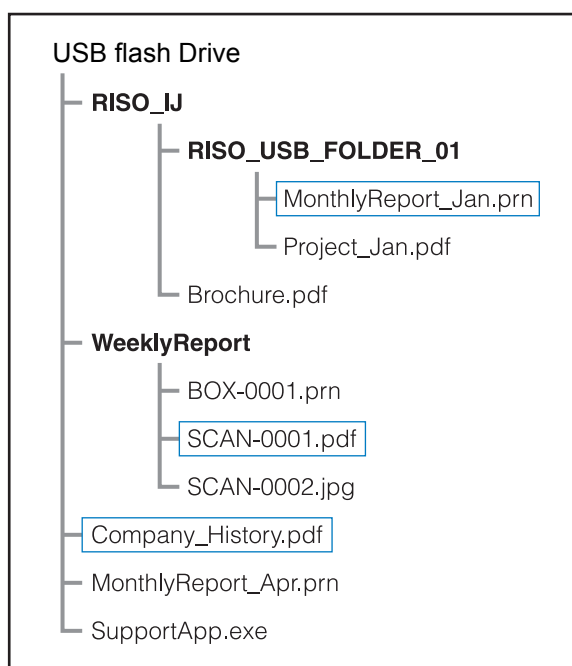 USB flash Drive
RISO_IJ
RISO_USB_FOLDER_01
MonthlyReport_Jan.prn
Project_Jan.pdf
Brochure.pdf
WeeklyReport
BOX-0001.prn
SCAN-0001.pdf
SCAN-0002.jpg
Company_History.pdf
MonthlyReport_Apr.prn
SupportApp.exe